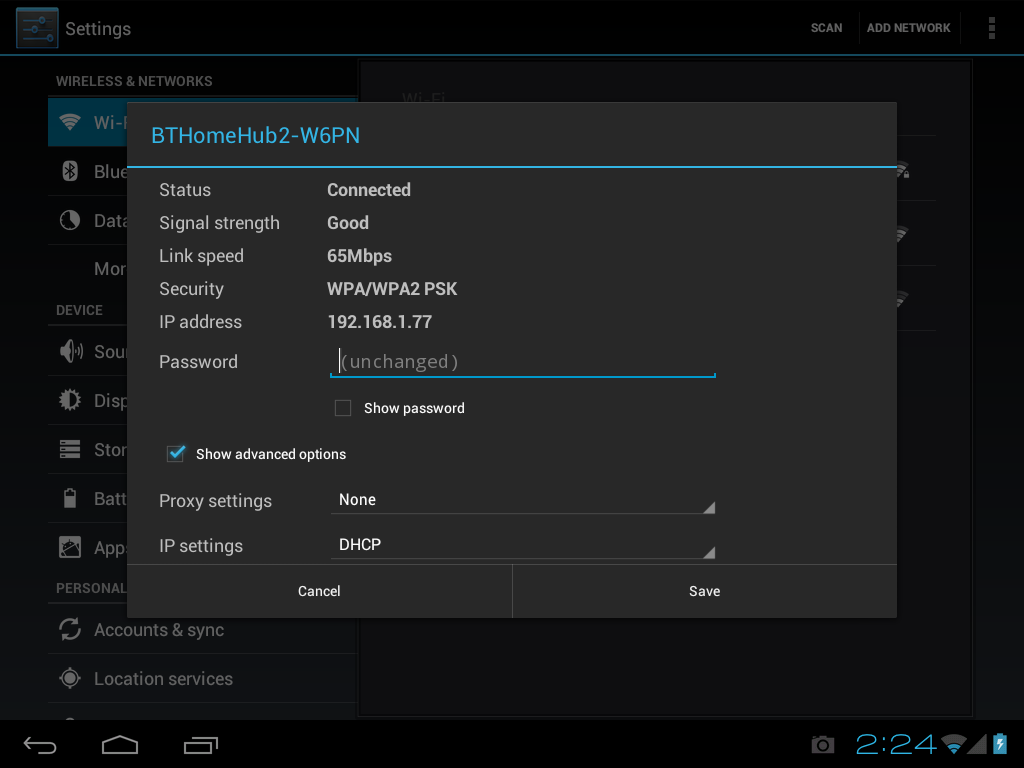 Settings
SCAN
ADD NETWORK
WIRELESS & NETWORKS
Wi-Fi
Wi-F
BTHomeHub2-W6PN
Status Connected
Blue
Signal strength Good
Data
Link speed 65Mbps
Mor
Security WPA/WPA2 PSK
DEVICE
IP address 192.168.1.77
Sou
Password (unchanged)
Disp
Show password
Stor
Show advanced options
Batt
Proxy settings None
Apps
IP settings DHCP
PERSONAL
Cancel
Save
Accounts & sync
Location services
2:24